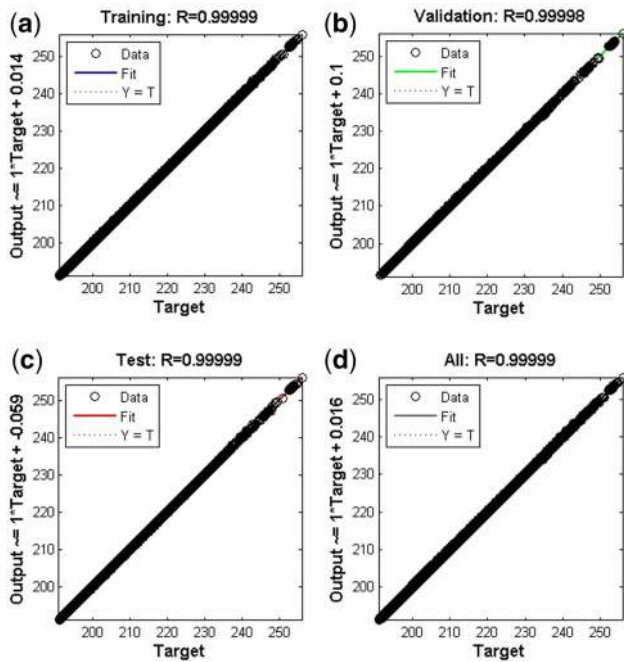 (a) Training: R=0.99999
Output ~= 1*Target + 0.014
250
240
230
220
210
200
Data
Fit
Y = T
200 210 220 230 240 250
Target
(b) Validation: R=0.99998
Output ~= 1*Target + 0.1
250
240
230
220
210
200
Data
Fit
Y = T
200 210 220 230 240 250
Target
(c) Test: R=0.99999
Output ~= 1*Target + -0.059
250
240
230
220
210
200
Data
Fit
Y = T
200 210 220 230 240 250
Target
(d) All: R=0.99999
Output ~= 1*Target + 0.016
250
240
230
220
210
200
Data
Fit
Y = T
200 210 220 230 240 250
Target